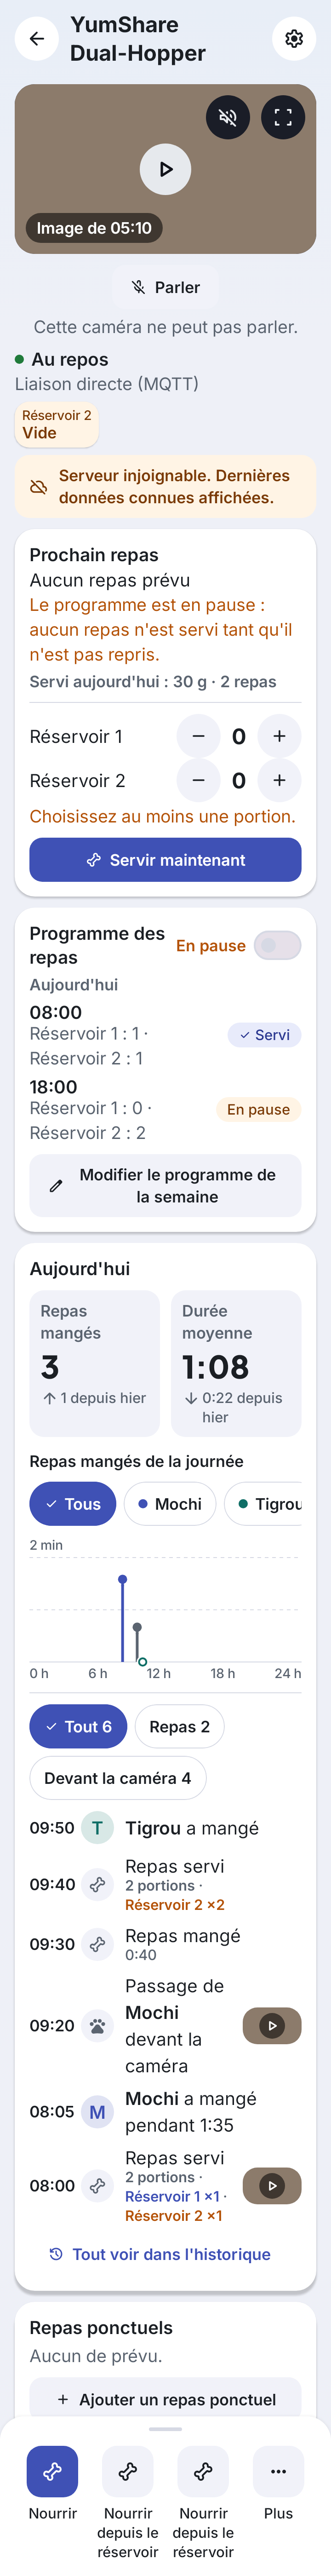 YumShare
Dual-Hopper
Image de 05:10
Parler
Cette caméra ne peut pas parler.
Au repos
Liaison directe (MQTT)
Réservoir 2
Vide
Serveur injoignable. Dernières
données connues affichées.
Prochain repas
Aucun repas prévu
Le programme est en pause :
aucun repas n'est servi tant qu'il
n'est pas repris.
Servi aujourd'hui : 30 g · 2 repas
Réservoir 1 − 0 +
Réservoir 2 − 0 +
Choisissez au moins une portion.
Servir maintenant
Programme des
repas
En pause
Aujourd'hui
08:00
Réservoir 1 : 1 ·
Réservoir 2 : 1
Servi
18:00
Réservoir 1 : 0 ·
Réservoir 2 : 2
En pause
Modifier le programme de
la semaine
Aujourd'hui
Repas
mangés
3
1 depuis hier
Durée
moyenne
1:08
0:22 depuis
hier
Repas mangés de la journée
Tous Mochi Tigrou
2 min
0 h 6 h 12 h 18 h 24 h
Tout 6 Repas 2
Devant la caméra 4
09:50 T Tigrou a mangé
09:40 Repas servi
2 portions ·
Réservoir 2 ×2
09:30 Repas mangé
0:40
09:20 Passage de
Mochi
devant la
caméra
08:05 M Mochi a mangé
pendant 1:35
08:00 Repas servi
2 portions ·
Réservoir 1 ×1 ·
Réservoir 2 ×1
Tout voir dans l'historique
Repas ponctuels
Aucun de prévu.
+ Ajouter un repas ponctuel
Nourrir
Nourrir
depuis le
réservoir
Nourrir
depuis le
réservoir
Plus